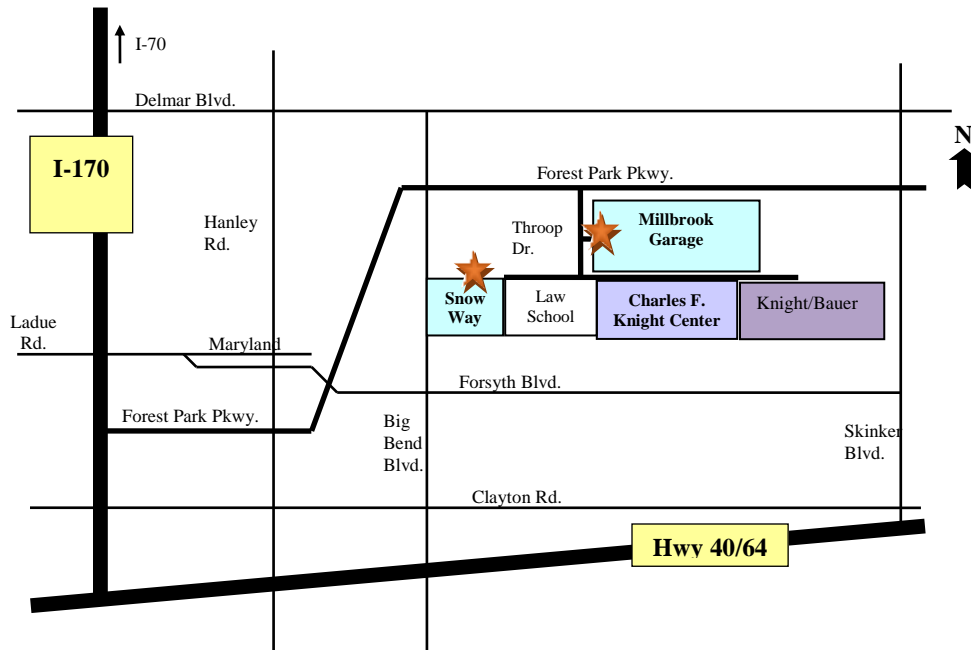 I-70
Delmar Blvd.
N
I-170
Forest Park Pkwy.
Hanley
Rd.
Throop
Dr.
Millbrook
Garage
Snow
Way
Law
School
Charles F.
Knight Center
Knight/Bauer
Ladue
Rd.
Maryland
Forsyth Blvd.
Forest Park Pkwy.
Big
Bend
Blvd.
Skinker
Blvd.
Clayton Rd.
Hwy 40/64